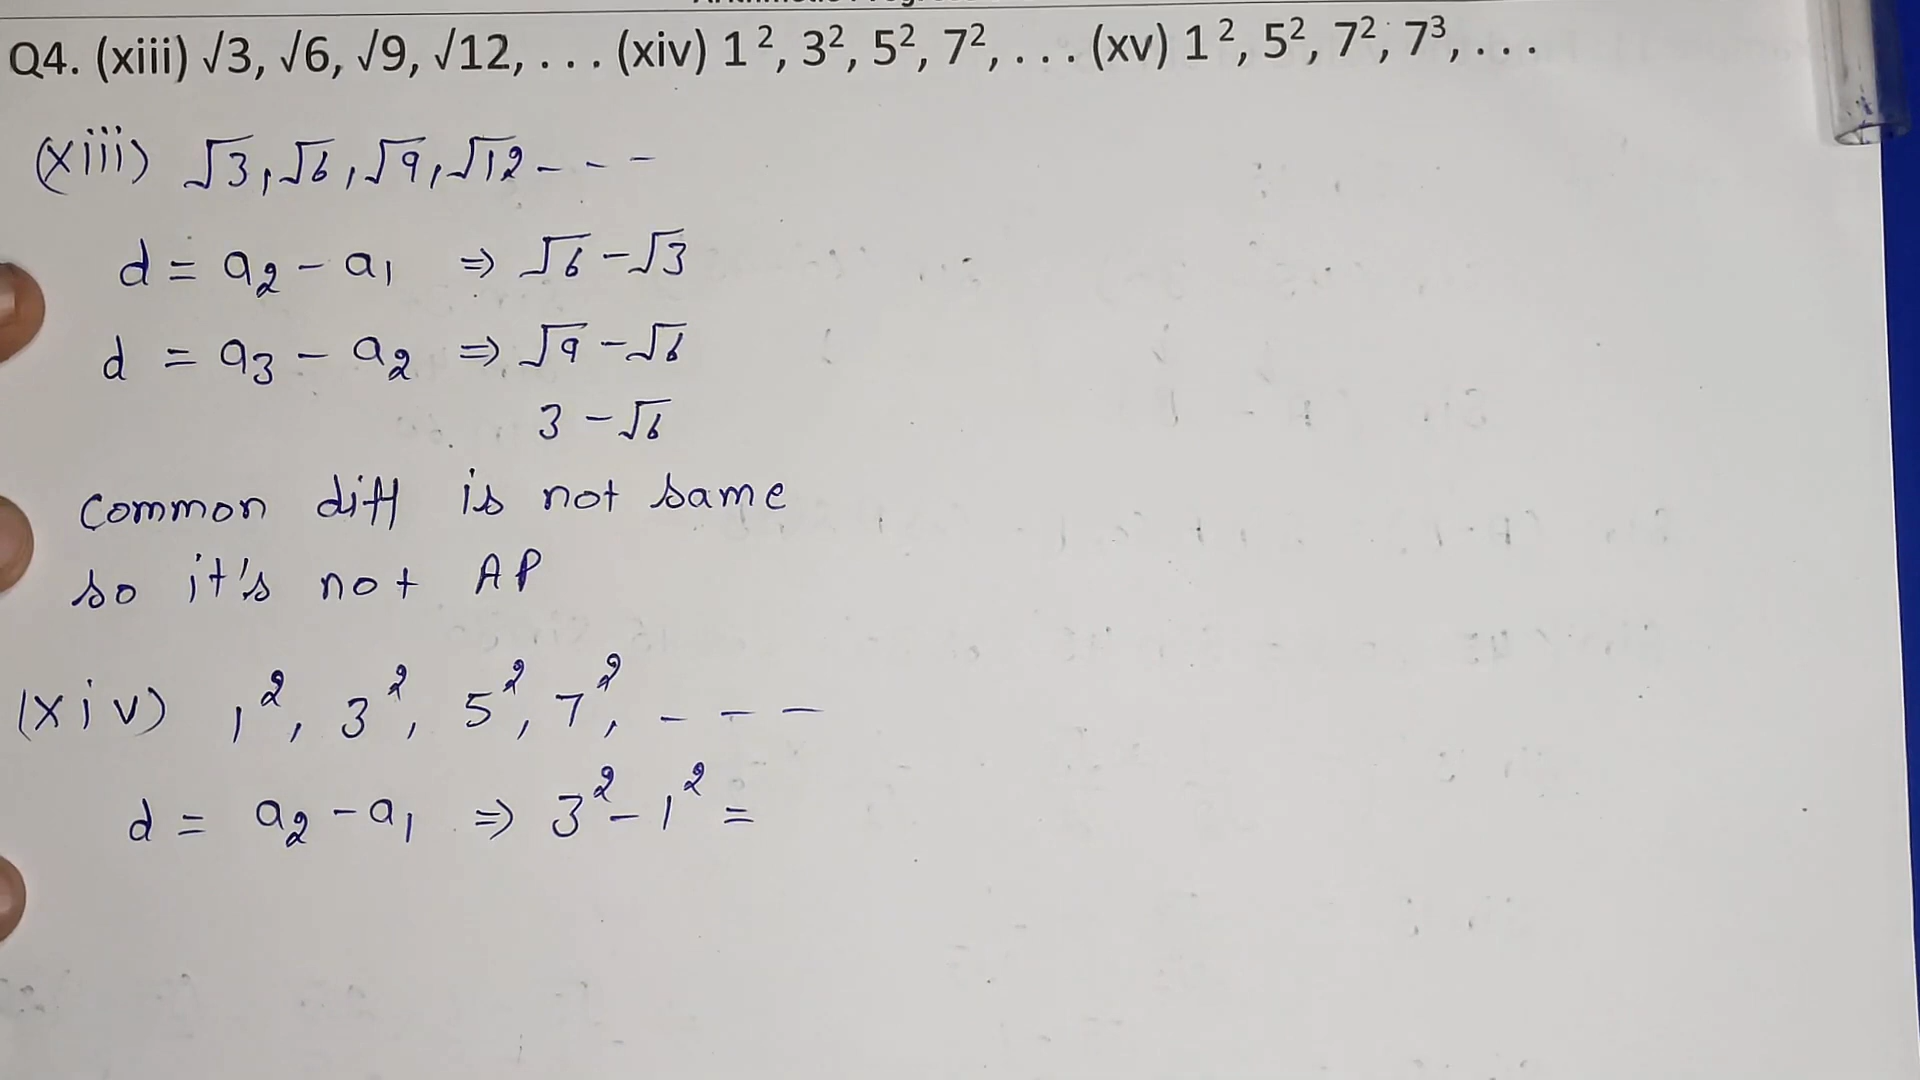 Q4. (xiii) √3, √6, √9, √12, . . . (xiv) 1², 3², 5², 7², . . . (xv) 1², 5², 7², 7³, . . .
(xiii) √3, √6, √9, √12 - - -
d = a₂ - a₁ ⇒ √6 - √3
d = a₃ - a₂ ⇒ √9 - √6
3 - √6
common diff is not same
so it's not AP
(xiv) 1², 3², 5², 7², - - -
d = a₂ - a₁ ⇒ 3² - 1² =